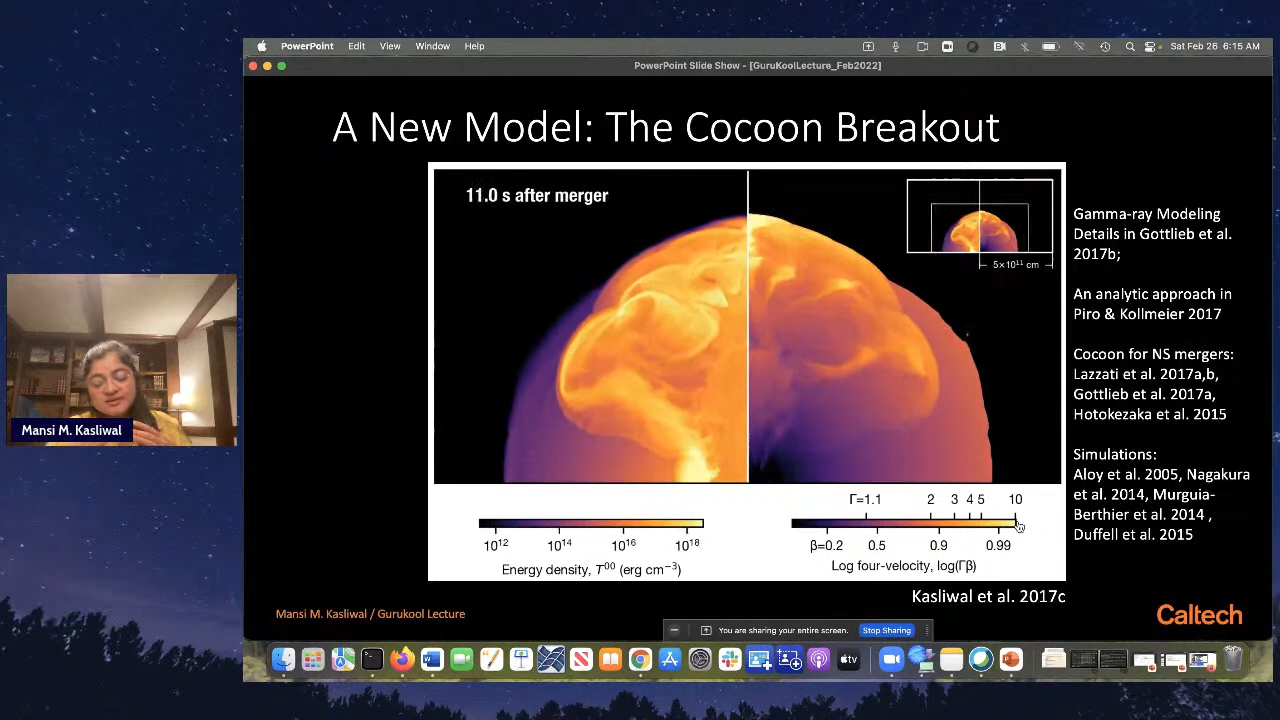 PowerPoint Edit View Window Help
Sat Feb 26 6:15 AM
PowerPoint Slide Show - [GuruKoolLecture_Feb2022]
A New Model: The Cocoon Breakout
11.0 s after merger
5×10¹¹ cm
Gamma-ray Modeling
Details in Gottlieb et al.
2017b;
An analytic approach in
Piro & Kollmeier 2017
Cocoon for NS mergers:
Lazzati et al. 2017a,b,
Gottlieb et al. 2017a,
Hotokezaka et al. 2015
Simulations:
Aloy et al. 2005, Nagakura
et al. 2014, Murguia-
Berthier et al. 2014 ,
Duffell et al. 2015
Mansi M. Kasliwal
10¹² 10¹⁴ 10¹⁶ 10¹⁸
Energy density, T⁰⁰ (erg cm⁻³)
Γ=1.1 2 3 4 5 10
β=0.2 0.5 0.9 0.99
Log four-velocity, log(Γβ)
Kasliwal et al. 2017c
Mansi M. Kasliwal / Gurukool Lecture
Caltech
You are sharing your entire screen. Stop Sharing
tv